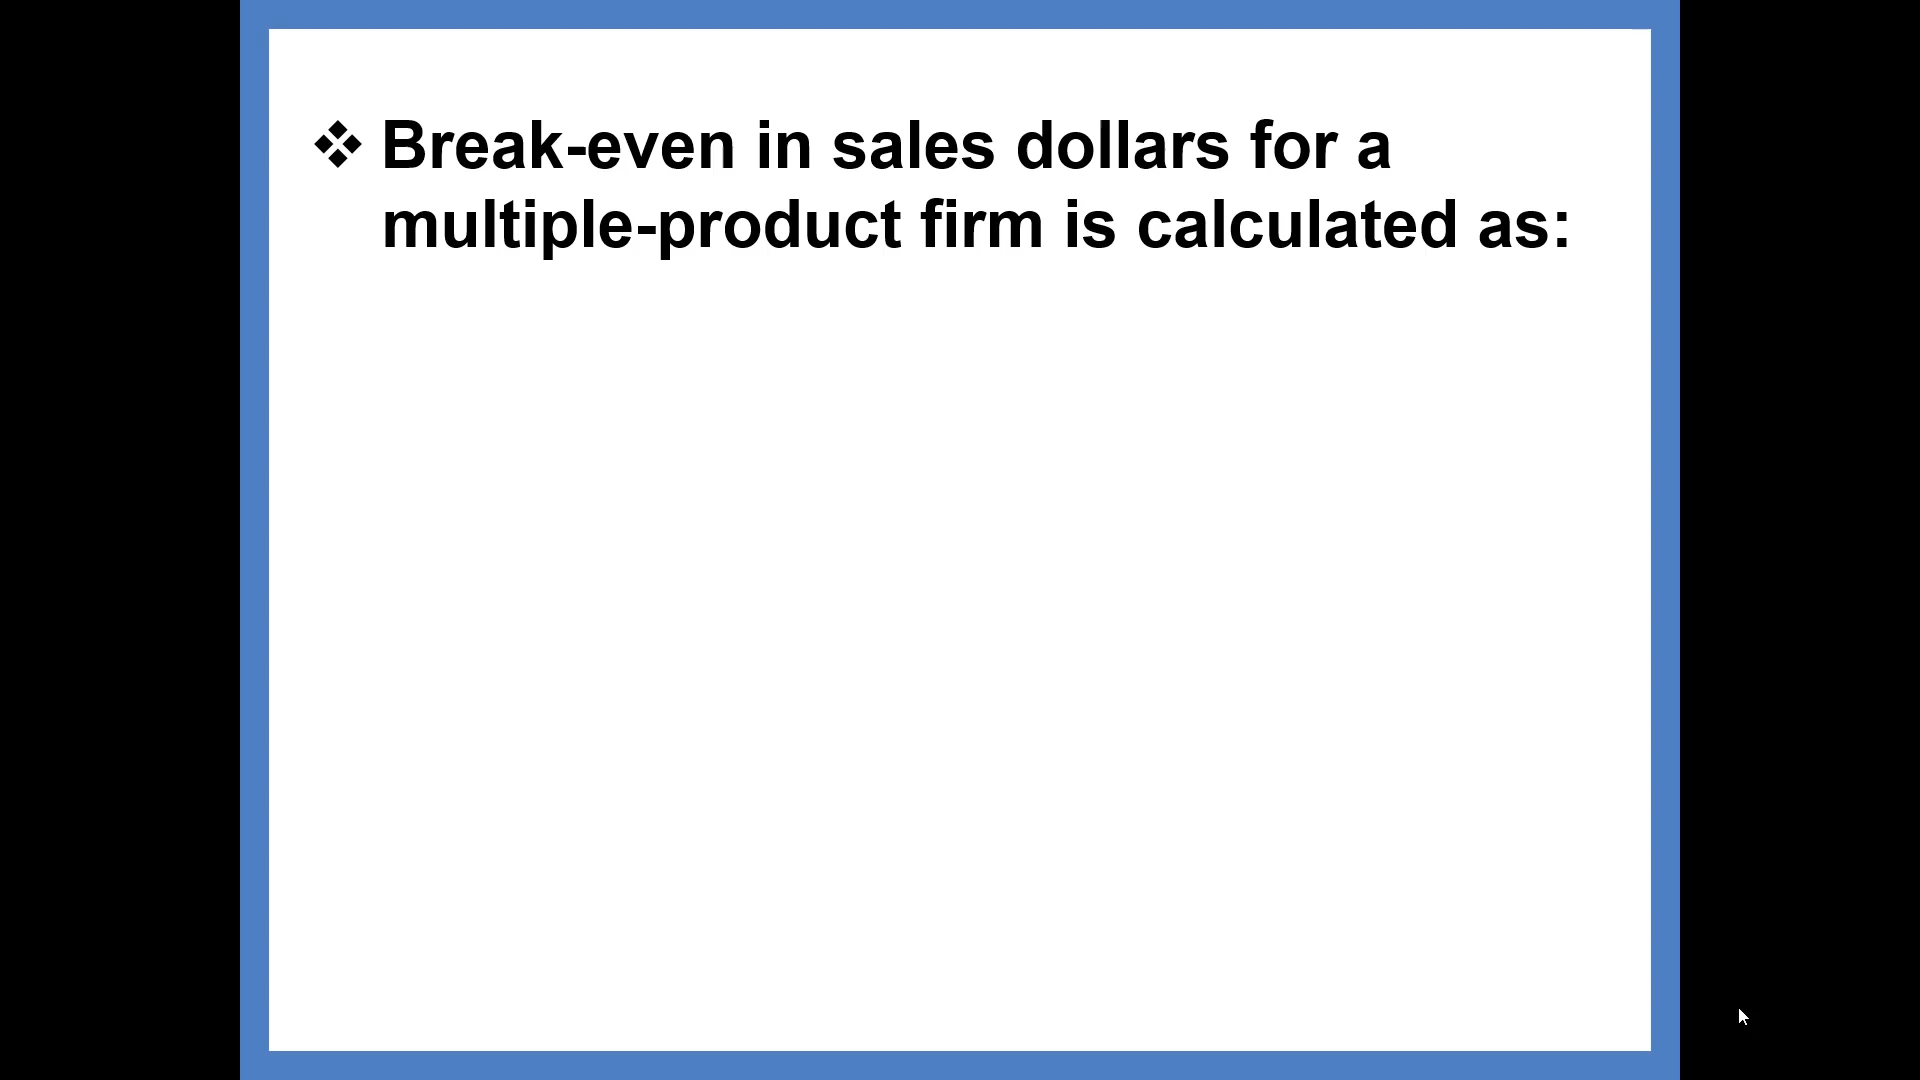 ❖ Break-even in sales dollars for a
multiple-product firm is calculated as: